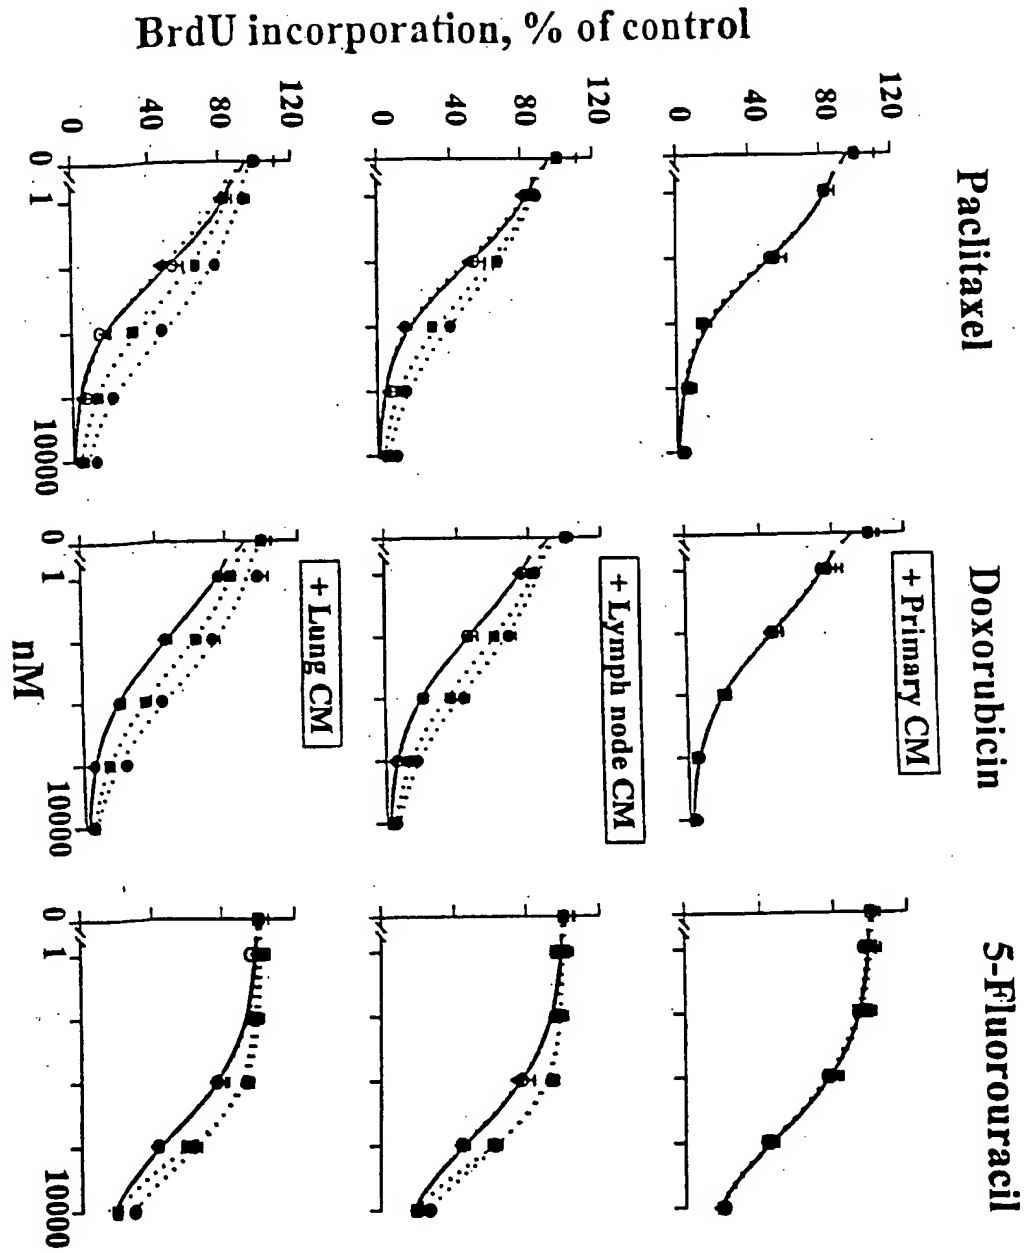 BrdU incorporation, % of control
Paclitaxel
Doxorubicin
5-Fluorouracil
120
80
40
0
+ Primary CM
120
80
40
0
+ Lymph node CM
120
80
40
0
+ Lung CM
0
1
10000
0
1
10000
0
1
10000
nM